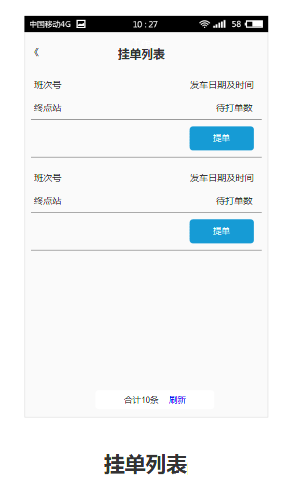 中国移动4G 10:27 58
《 挂单列表
班次号 发车日期及时间
终点站 待打单数
提单
班次号 发车日期及时间
终点站 待打单数
提单
合计10条 刷新
挂单列表